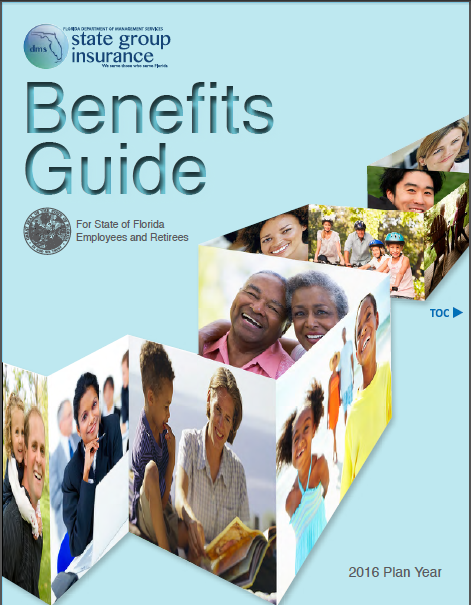 FLORIDA DEPARTMENT OF MANAGEMENT SERVICES
dms
state group
insurance
We serve those who serve Florida
Benefits
Guide
For State of Florida
Employees and Retirees
TOC
2016 Plan Year